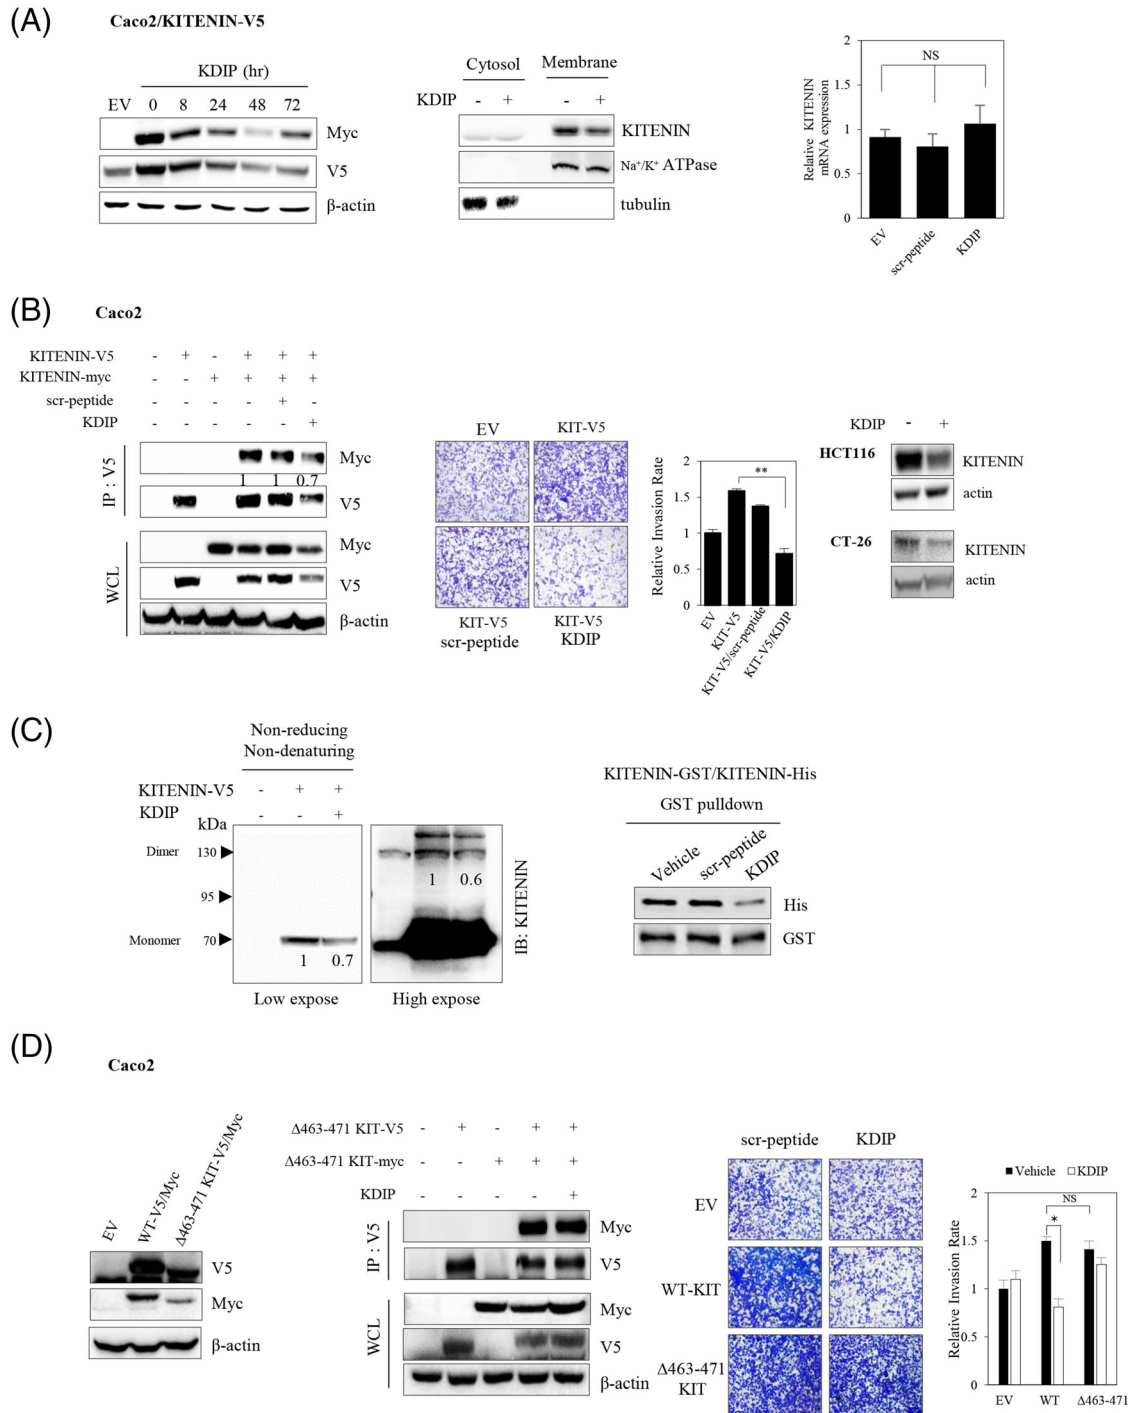 (A)
Caco2/KITENIN-V5
KDIP (hr)
EV 0 8 24 48 72
Myc
V5
β-actin
Cytosol Membrane
KDIP - + - +
KITENIN
Na⁺/K⁺ ATPase
tubulin
Relative KITENIN
mRNA expression
2
1.5
1
0.5
0
NS
EV
scr-peptide
KDIP
(B)
Caco2
KITENIN-V5 - + - + + +
KITENIN-myc - - + + + +
scr-peptide - - - - + -
KDIP - - - - - +
IP : V5
Myc
1 1 0.7
V5
WCL
Myc
V5
β-actin
EV KIT-V5
KIT-V5 KIT-V5
scr-peptide KDIP
Relative Invasion Rate
2
1.5
1
0.5
0
**
EV
KIT-V5
KIT-V5/scr-peptide
KIT-V5/KDIP
KDIP - +
HCT116
KITENIN
actin
CT-26
KITENIN
actin
(C)
Non-reducing
Non-denaturing
KITENIN-V5 - + +
KDIP - - +
kDa
Dimer 130
95
Monomer 70
1 0.7
1 0.6
Low expose High expose
IB: KITENIN
KITENIN-GST/KITENIN-His
GST pulldown
Vehicle
scr-peptide
KDIP
His
GST
(D)
Caco2
EV
WT-V5/Myc
Δ463-471 KIT-V5/Myc
V5
Myc
β-actin
Δ463-471 KIT-V5 - + - + +
Δ463-471 KIT-myc - - + + +
KDIP - - - - +
IP : V5
Myc
V5
WCL
Myc
V5
β-actin
scr-peptide KDIP
EV
WT-KIT
Δ463-471
KIT
Vehicle KDIP
Relative Invasion Rate
2
1.5
1
0.5
0
NS
*
EV WT Δ463-471